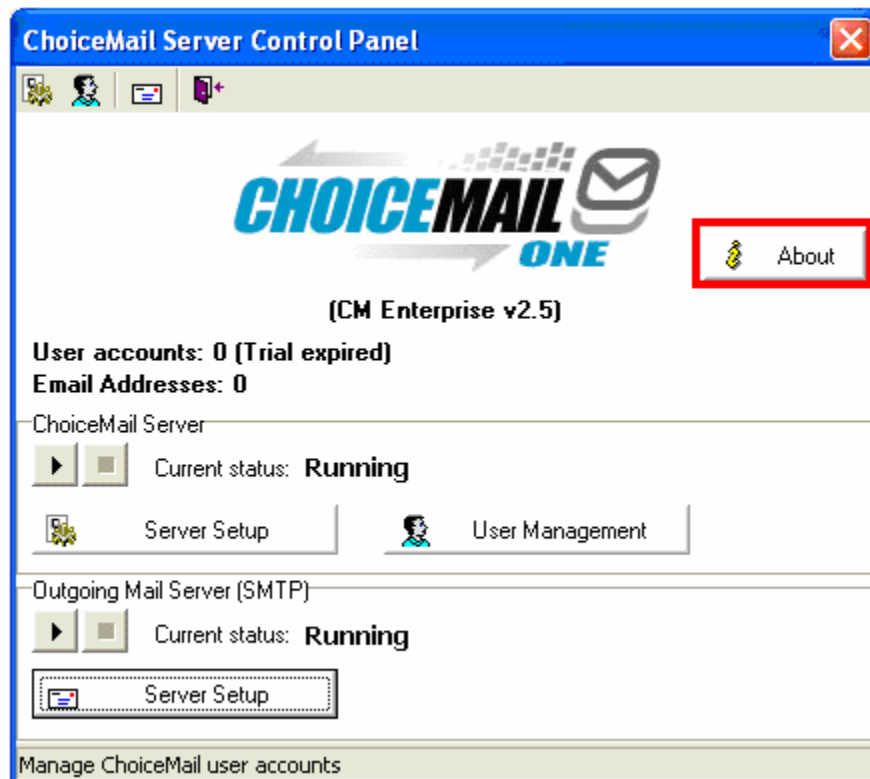 ChoiceMail Server Control Panel
CHOICEMAIL
ONE
About
(CM Enterprise v2.5)
User accounts: 0 (Trial expired)
Email Addresses: 0
ChoiceMail Server
Current status: Running
Server Setup User Management
Outgoing Mail Server (SMTP)
Current status: Running
Server Setup
Manage ChoiceMail user accounts